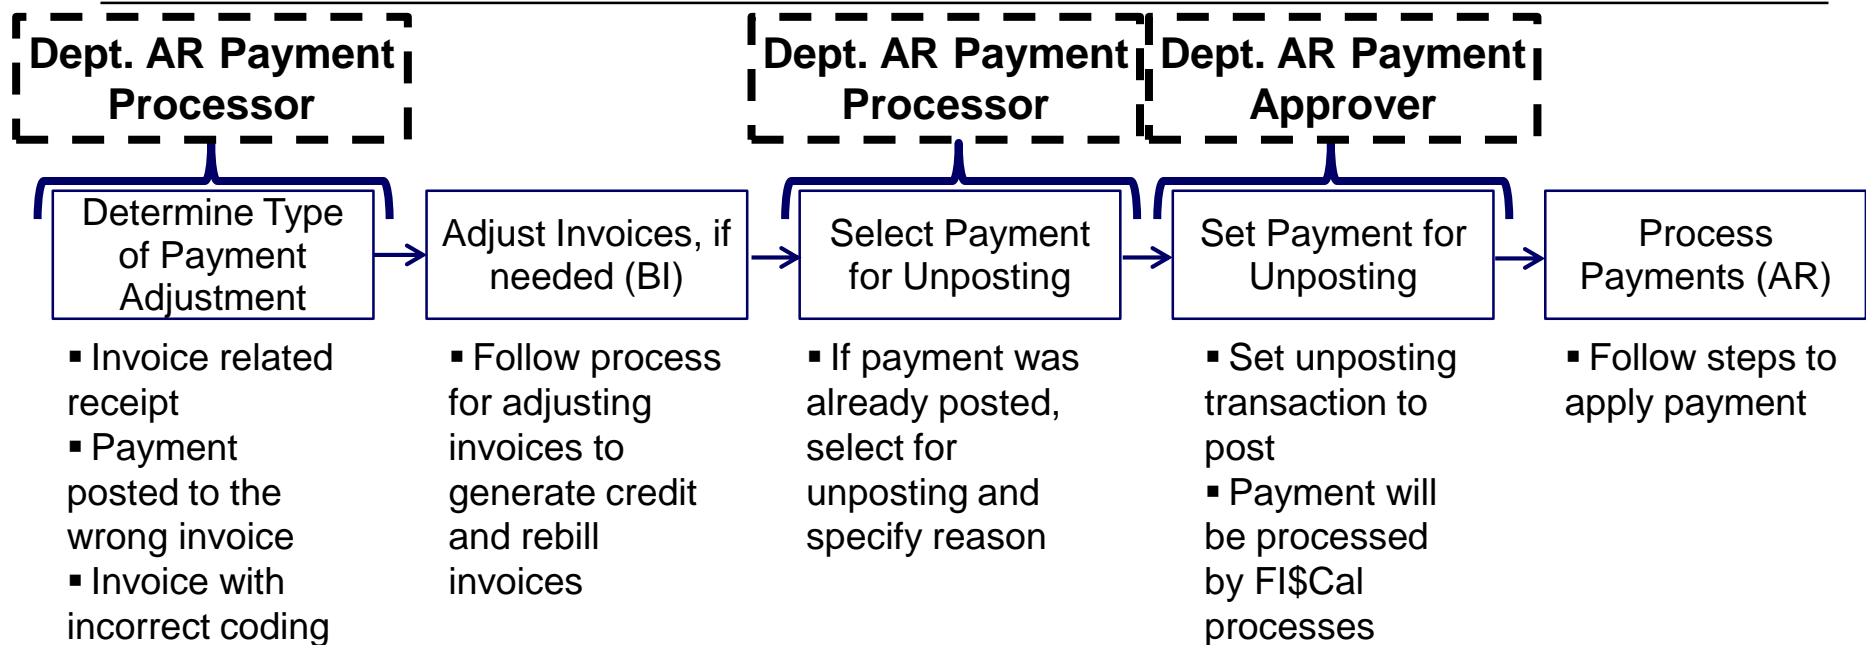 Dept. AR Payment
Processor
Dept. AR Payment
Processor
Dept. AR Payment
Approver
Determine Type
of Payment
Adjustment
Adjust Invoices, if
needed (BI)
Select Payment
for Unposting
Set Payment for
Unposting
Process
Payments (AR)
▪ Invoice related
receipt
▪ Payment
posted to the
wrong invoice
▪ Invoice with
incorrect coding
▪ Follow process
for adjusting
invoices to
generate credit
and rebill
invoices
▪ If payment was
already posted,
select for
unposting and
specify reason
▪ Set unposting
transaction to
post
▪ Payment will
be processed
by FI$Cal
processes
▪ Follow steps to
apply payment